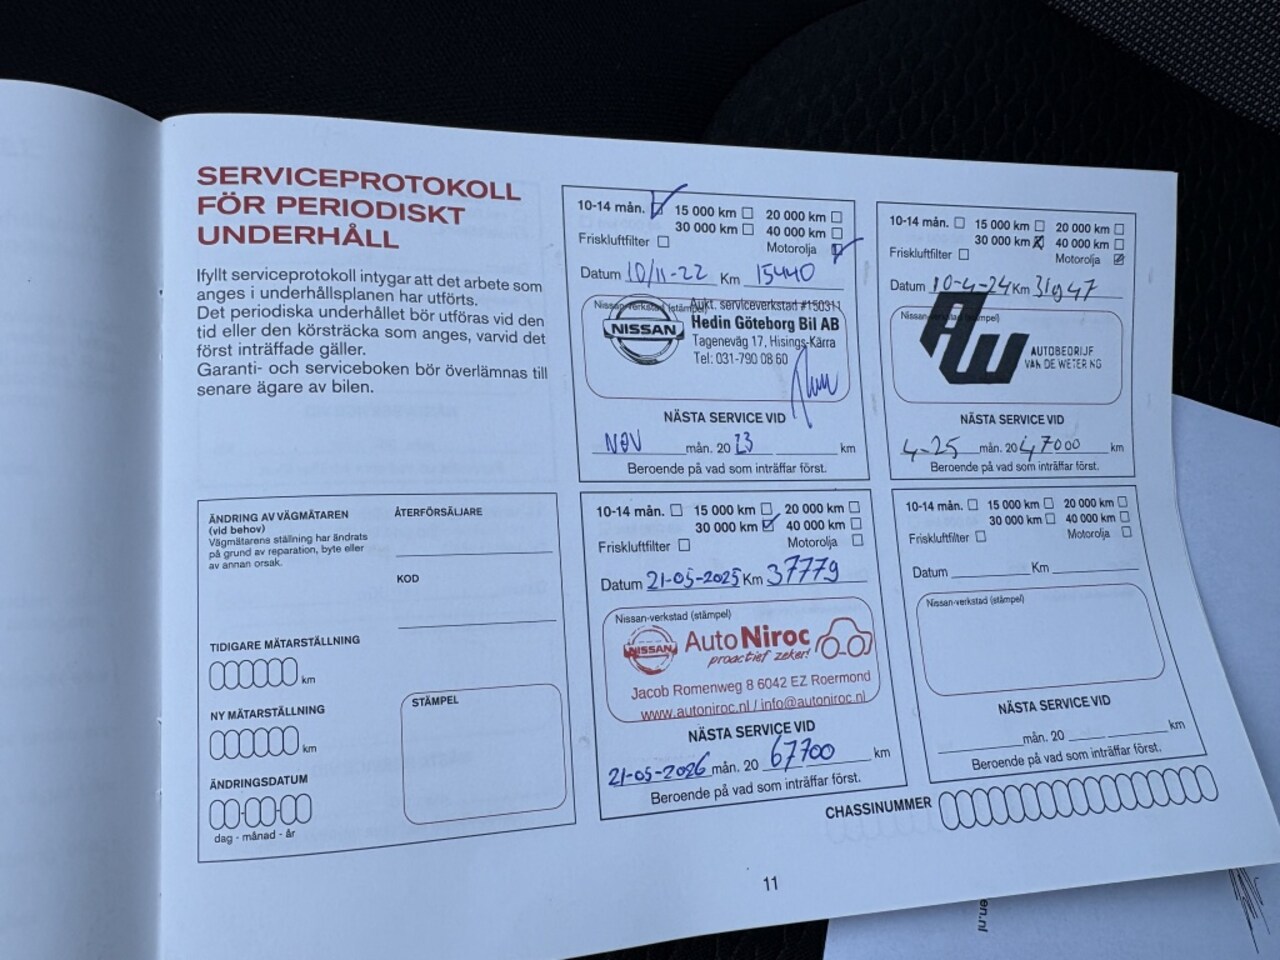 SERVICEPROTOKOLL
FÖR PERIODISKT
UNDERHÅLL
Ifyllt serviceprotokoll intygar att det arbete som
anges i underhållsplanen har utförts.
Det periodiska underhållet bör utföras vid den
tid eller den körsträcka som anges, varvid det
först inträffade gäller.
Garanti- och serviceboken bör överlämnas till
senare ägare av bilen.
10-14 mån. 15 000 km 20 000 km
30 000 km 40 000 km
Friskluftfilter Motorolja
Datum 10/11-22 Km 15440
Nissan-verkstad (stämpel)
Aukt. serviceverkstad #15031
NISSAN
Hedin Göteborg Bil AB
Tagenevåg 17, Hisings-Kärra
Tel: 031-790 08 60
NÄSTA SERVICE VID
NOV mån. 20 23 km
Beroende på vad som inträffar först.
10-14 mån. 15 000 km 20 000 km
30 000 km 40 000 km
Friskluftfilter Motorolja
Datum 10-4-24 Km 31947
Nissan-verkstad (stämpel)
AW
AUTOBEDRIJF
VAN DE WETERING
NÄSTA SERVICE VID
4-25 mån. 20 47000 km
Beroende på vad som inträffar först.
ÄNDRING AV VÄGMÄTAREN
(vid behov)
Vägmätarens ställning har ändrats
på grund av reparation, byte eller
av annan orsak.
ÅTERFÖRSÄLJARE
KOD
TIDIGARE MÄTARSTÄLLNING
km
NY MÄTARSTÄLLNING
km
ÄNDRINGSDATUM
dag - månad - år
STÄMPEL
10-14 mån. 15 000 km 20 000 km
30 000 km 40 000 km
Friskluftfilter Motorolja
Datum 21-05-2025 Km 37779
Nissan-verkstad (stämpel)
NISSAN
Auto Niroc
proactief zeker!
Jacob Romenweg 8 6042 EZ Roermond
www.autoniroc.nl / info@autoniroc.nl
NÄSTA SERVICE VID
21-05-2026 mån. 20 67700 km
Beroende på vad som inträffar först.
10-14 mån. 15 000 km 20 000 km
30 000 km 40 000 km
Friskluftfilter Motorolja
Datum Km
Nissan-verkstad (stämpel)
NÄSTA SERVICE VID
mån. 20 km
Beroende på vad som inträffar först.
CHASSINUMMER
11
en.nl